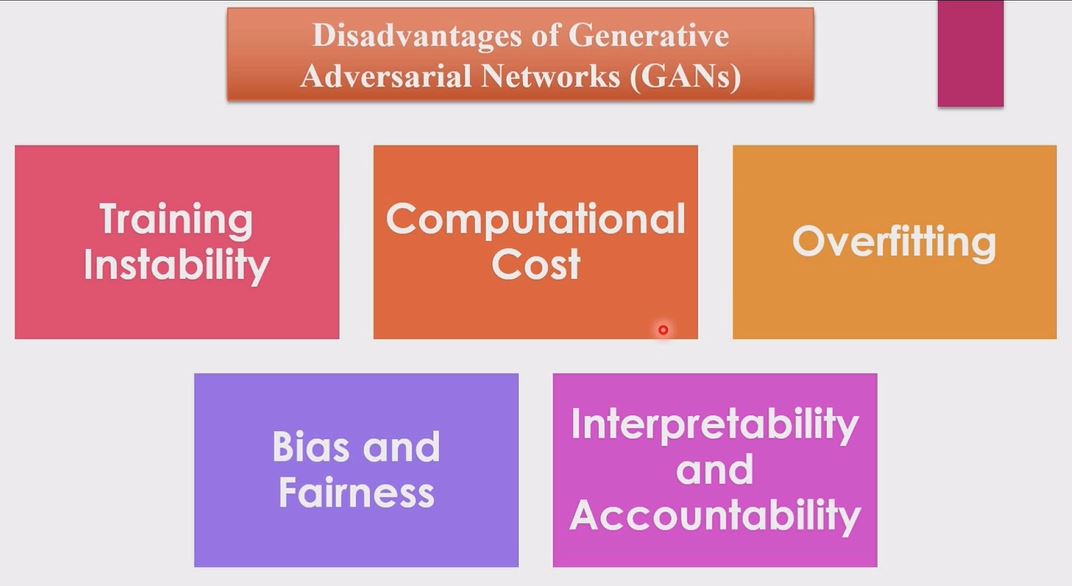 Disadvantages of Generative
Adversarial Networks (GANs)
Training
Instability
Computational
Cost
Overfitting
Bias and
Fairness
Interpretability
and
Accountability